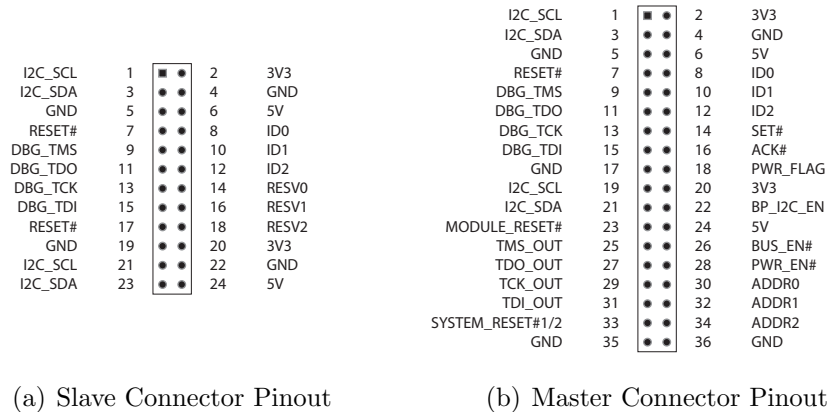 I2C_SCL 1 2 3V3
I2C_SDA 3 4 GND
GND 5 6 5V
RESET# 7 8 ID0
DBG_TMS 9 10 ID1
DBG_TDO 11 12 ID2
DBG_TCK 13 14 RESV0
DBG_TDI 15 16 RESV1
RESET# 17 18 RESV2
GND 19 20 3V3
I2C_SCL 21 22 GND
I2C_SDA 23 24 5V
(a) Slave Connector Pinout
I2C_SCL 1 2 3V3
I2C_SDA 3 4 GND
GND 5 6 5V
RESET# 7 8 ID0
DBG_TMS 9 10 ID1
DBG_TDO 11 12 ID2
DBG_TCK 13 14 SET#
DBG_TDI 15 16 ACK#
GND 17 18 PWR_FLAG
I2C_SCL 19 20 3V3
I2C_SDA 21 22 BP_I2C_EN
MODULE_RESET# 23 24 5V
TMS_OUT 25 26 BUS_EN#
TDO_OUT 27 28 PWR_EN#
TCK_OUT 29 30 ADDR0
TDI_OUT 31 32 ADDR1
SYSTEM_RESET#1/2 33 34 ADDR2
GND 35 36 GND
(b) Master Connector Pinout